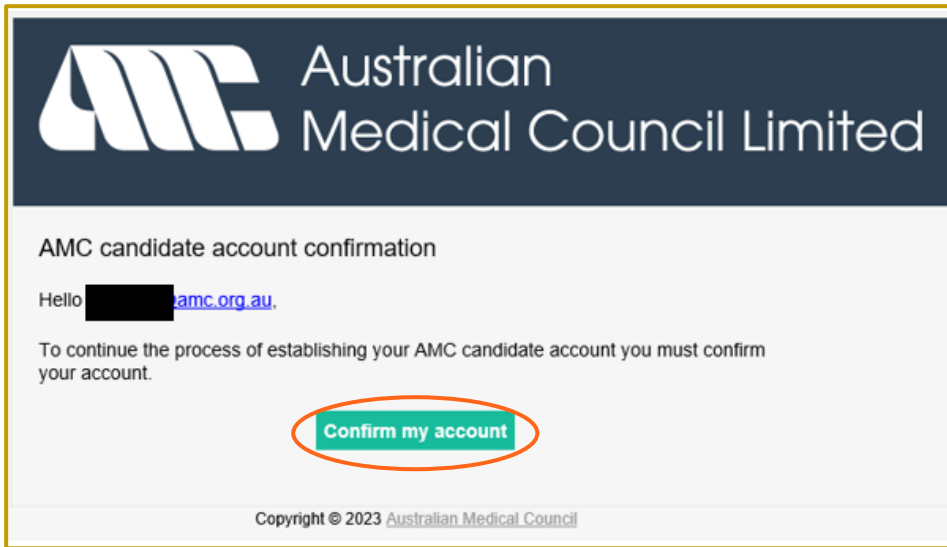 AMC Australian
Medical Council Limited
AMC candidate account confirmation
Hello @amc.org.au,
To continue the process of establishing your AMC candidate account you must confirm
your account.
Confirm my account
Copyright © 2023 Australian Medical Council